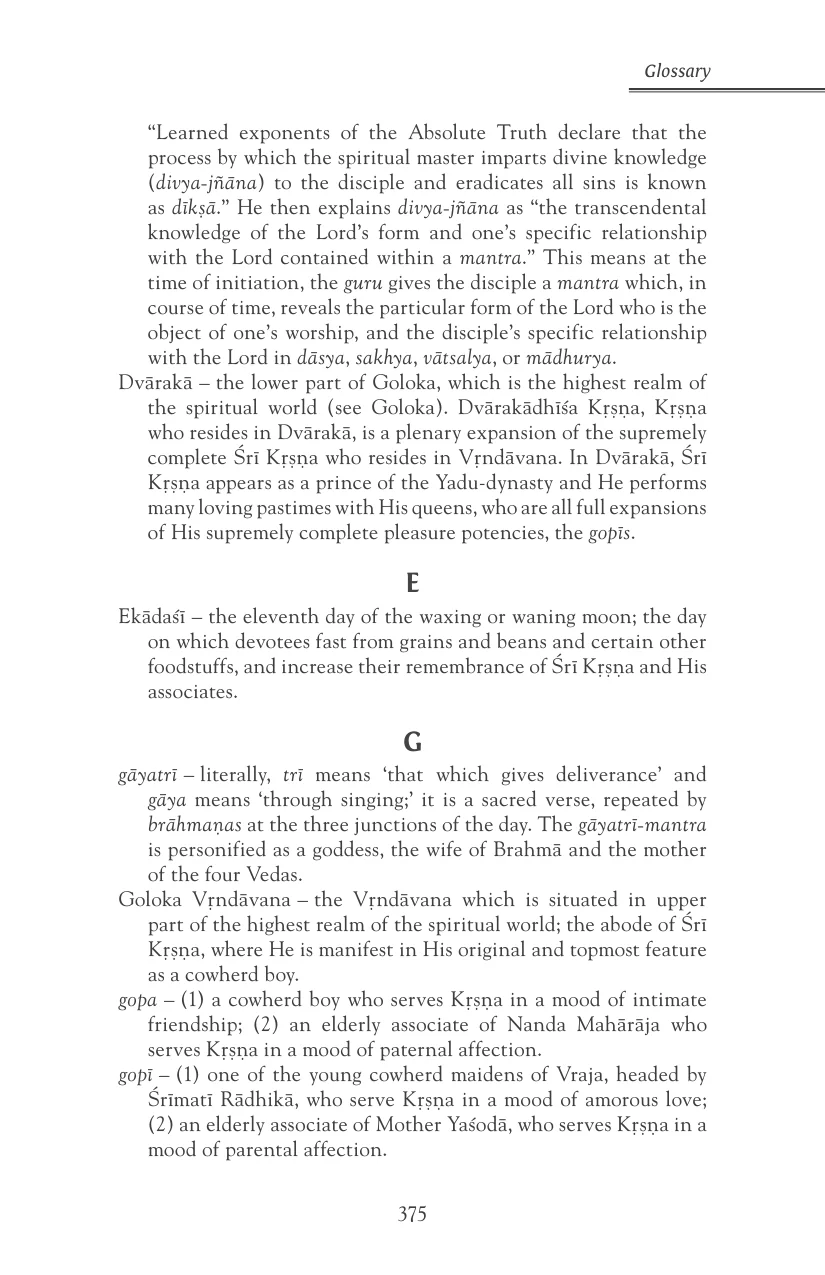 Glossary
“Learned exponents of the Absolute Truth declare that the
process by which the spiritual master imparts divine knowledge
(divya-jñāna) to the disciple and eradicates all sins is known
as dīkṣā.” He then explains divya-jñāna as “the transcendental
knowledge of the Lord’s form and one’s specific relationship
with the Lord contained within a mantra.” This means at the
time of initiation, the guru gives the disciple a mantra which, in
course of time, reveals the particular form of the Lord who is the
object of one’s worship, and the disciple’s specific relationship
with the Lord in dāsya, sakhya, vātsalya, or mādhurya.
Dvārakā – the lower part of Goloka, which is the highest realm of
the spiritual world (see Goloka). Dvārakādhīśa Kṛṣṇa, Kṛṣṇa
who resides in Dvārakā, is a plenary expansion of the supremely
complete Śrī Kṛṣṇa who resides in Vṛndāvana. In Dvārakā, Śrī
Kṛṣṇa appears as a prince of the Yadu-dynasty and He performs
many loving pastimes with His queens, who are all full expansions
of His supremely complete pleasure potencies, the gopīs.
E
Ekādaśī – the eleventh day of the waxing or waning moon; the day
on which devotees fast from grains and beans and certain other
foodstuffs, and increase their remembrance of Śrī Kṛṣṇa and His
associates.
G
gāyatrī – literally, trī means ‘that which gives deliverance’ and
gāya means ‘through singing;’ it is a sacred verse, repeated by
brāhmaṇas at the three junctions of the day. The gāyatrī-mantra
is personified as a goddess, the wife of Brahmā and the mother
of the four Vedas.
Goloka Vṛndāvana – the Vṛndāvana which is situated in upper
part of the highest realm of the spiritual world; the abode of Śrī
Kṛṣṇa, where He is manifest in His original and topmost feature
as a cowherd boy.
gopa – (1) a cowherd boy who serves Kṛṣṇa in a mood of intimate
friendship; (2) an elderly associate of Nanda Mahārāja who
serves Kṛṣṇa in a mood of paternal affection.
gopī – (1) one of the young cowherd maidens of Vraja, headed by
Śrīmatī Rādhikā, who serve Kṛṣṇa in a mood of amorous love;
(2) an elderly associate of Mother Yaśodā, who serves Kṛṣṇa in a
mood of parental affection.
375